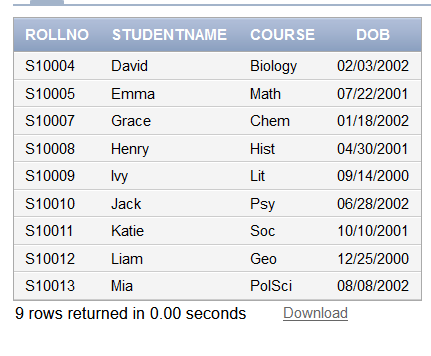 ROLLNO STUDENTNAME COURSE DOB
S10004 David Biology 02/03/2002
S10005 Emma Math 07/22/2001
S10007 Grace Chem 01/18/2002
S10008 Henry Hist 04/30/2001
S10009 Ivy Lit 09/14/2000
S10010 Jack Psy 06/28/2002
S10011 Katie Soc 10/10/2001
S10012 Liam Geo 12/25/2000
S10013 Mia PolSci 08/08/2002
9 rows returned in 0.00 seconds Download